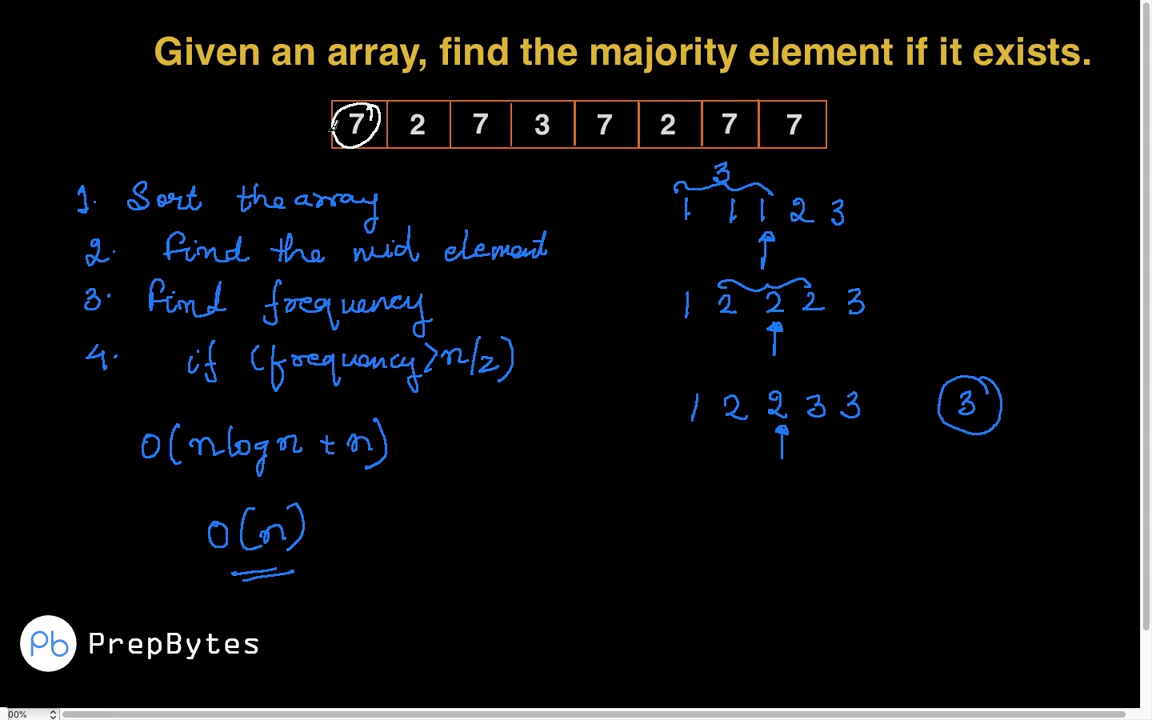 Given an array, find the majority element if it exists.
7 2 7 3 7 2 7 7
1. Sort the array
2. find the mid element
3. find frequency
4. if (frequency>n/2)
O(nlogn + n)
O(n)
3
1 1 1 2 3
1 2 2 2 3
1 2 2 3 3
3
Pb PrepBytes
00%